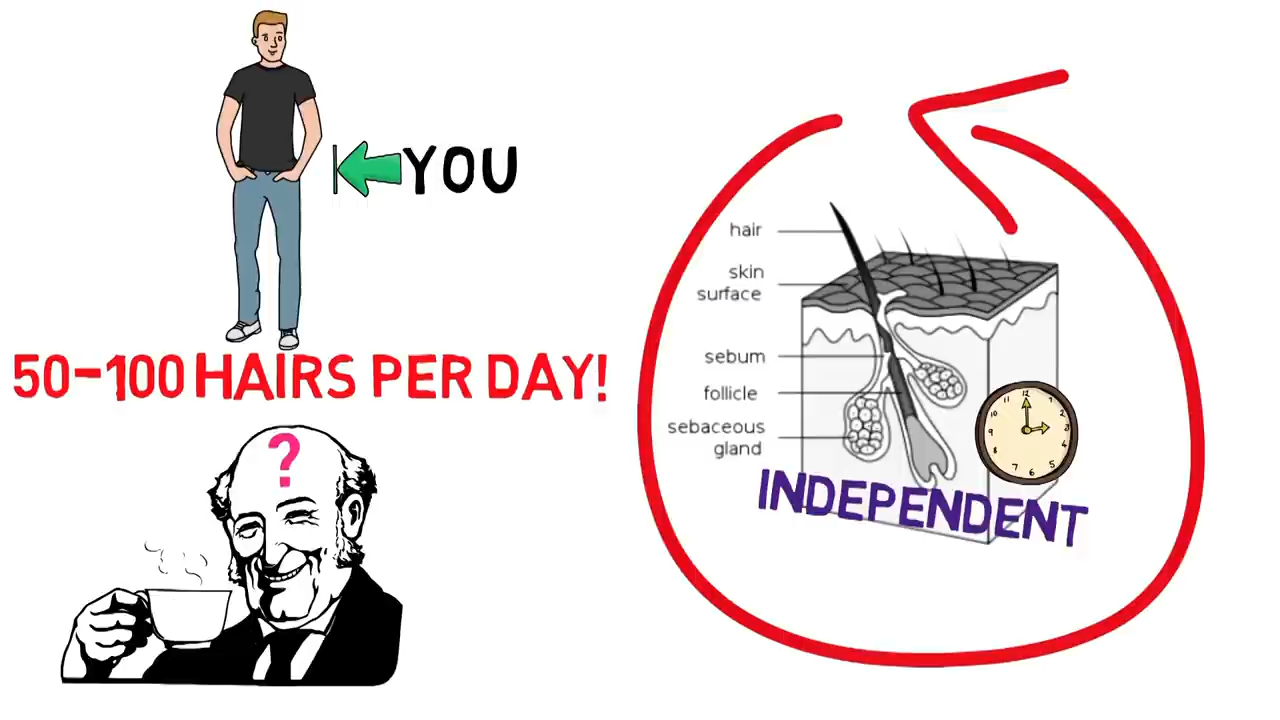 YOU
50-100 HAIRS PER DAY!
?
hair
skin
surface
sebum
follicle
sebaceous
gland
INDEPENDENT